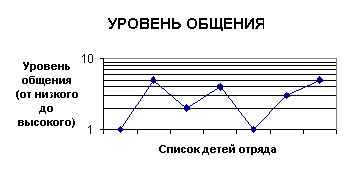 УРОВЕНЬ ОБЩЕНИЯ
10
Уровень
общения
(от низкого
до
высокого)
1
Список детей отряда